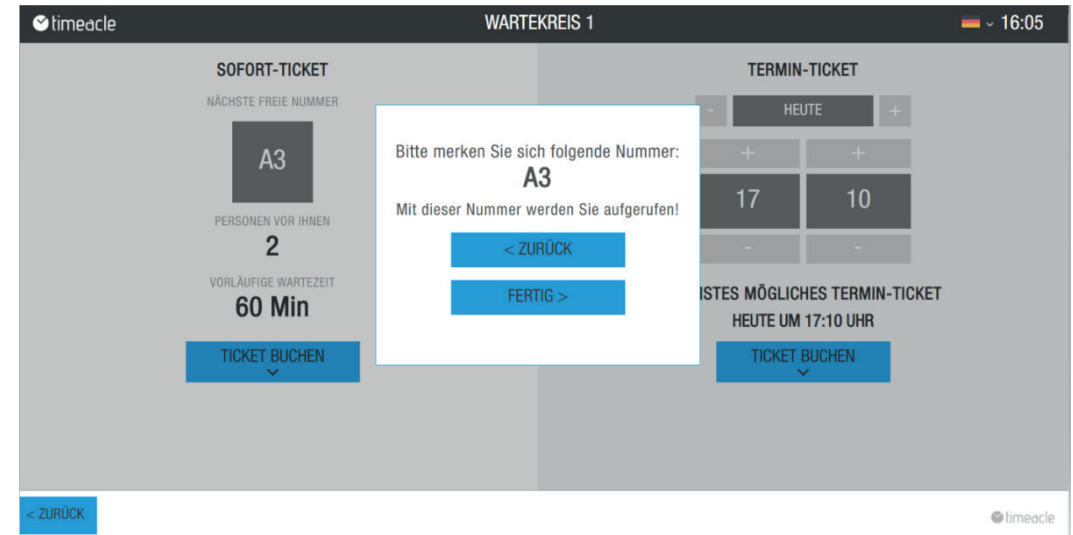 timeacle
WARTEKREIS 1
16:05
SOFORT-TICKET
NÄCHSTE FREIE NUMMER
A3
PERSONEN VOR IHNEN
2
VORLÄUFIGE WARTEZEIT
60 Min
TICKET BUCHEN
Bitte merken Sie sich folgende Nummer:
A3
Mit dieser Nummer werden Sie aufgerufen!
< ZURÜCK
FERTIG >
TERMIN-TICKET
- HEUTE +
+ +
17 10
- -
ISTES MÖGLICHES TERMIN-TICKET
HEUTE UM 17:10 UHR
TICKET BUCHEN
< ZURÜCK
timeacle